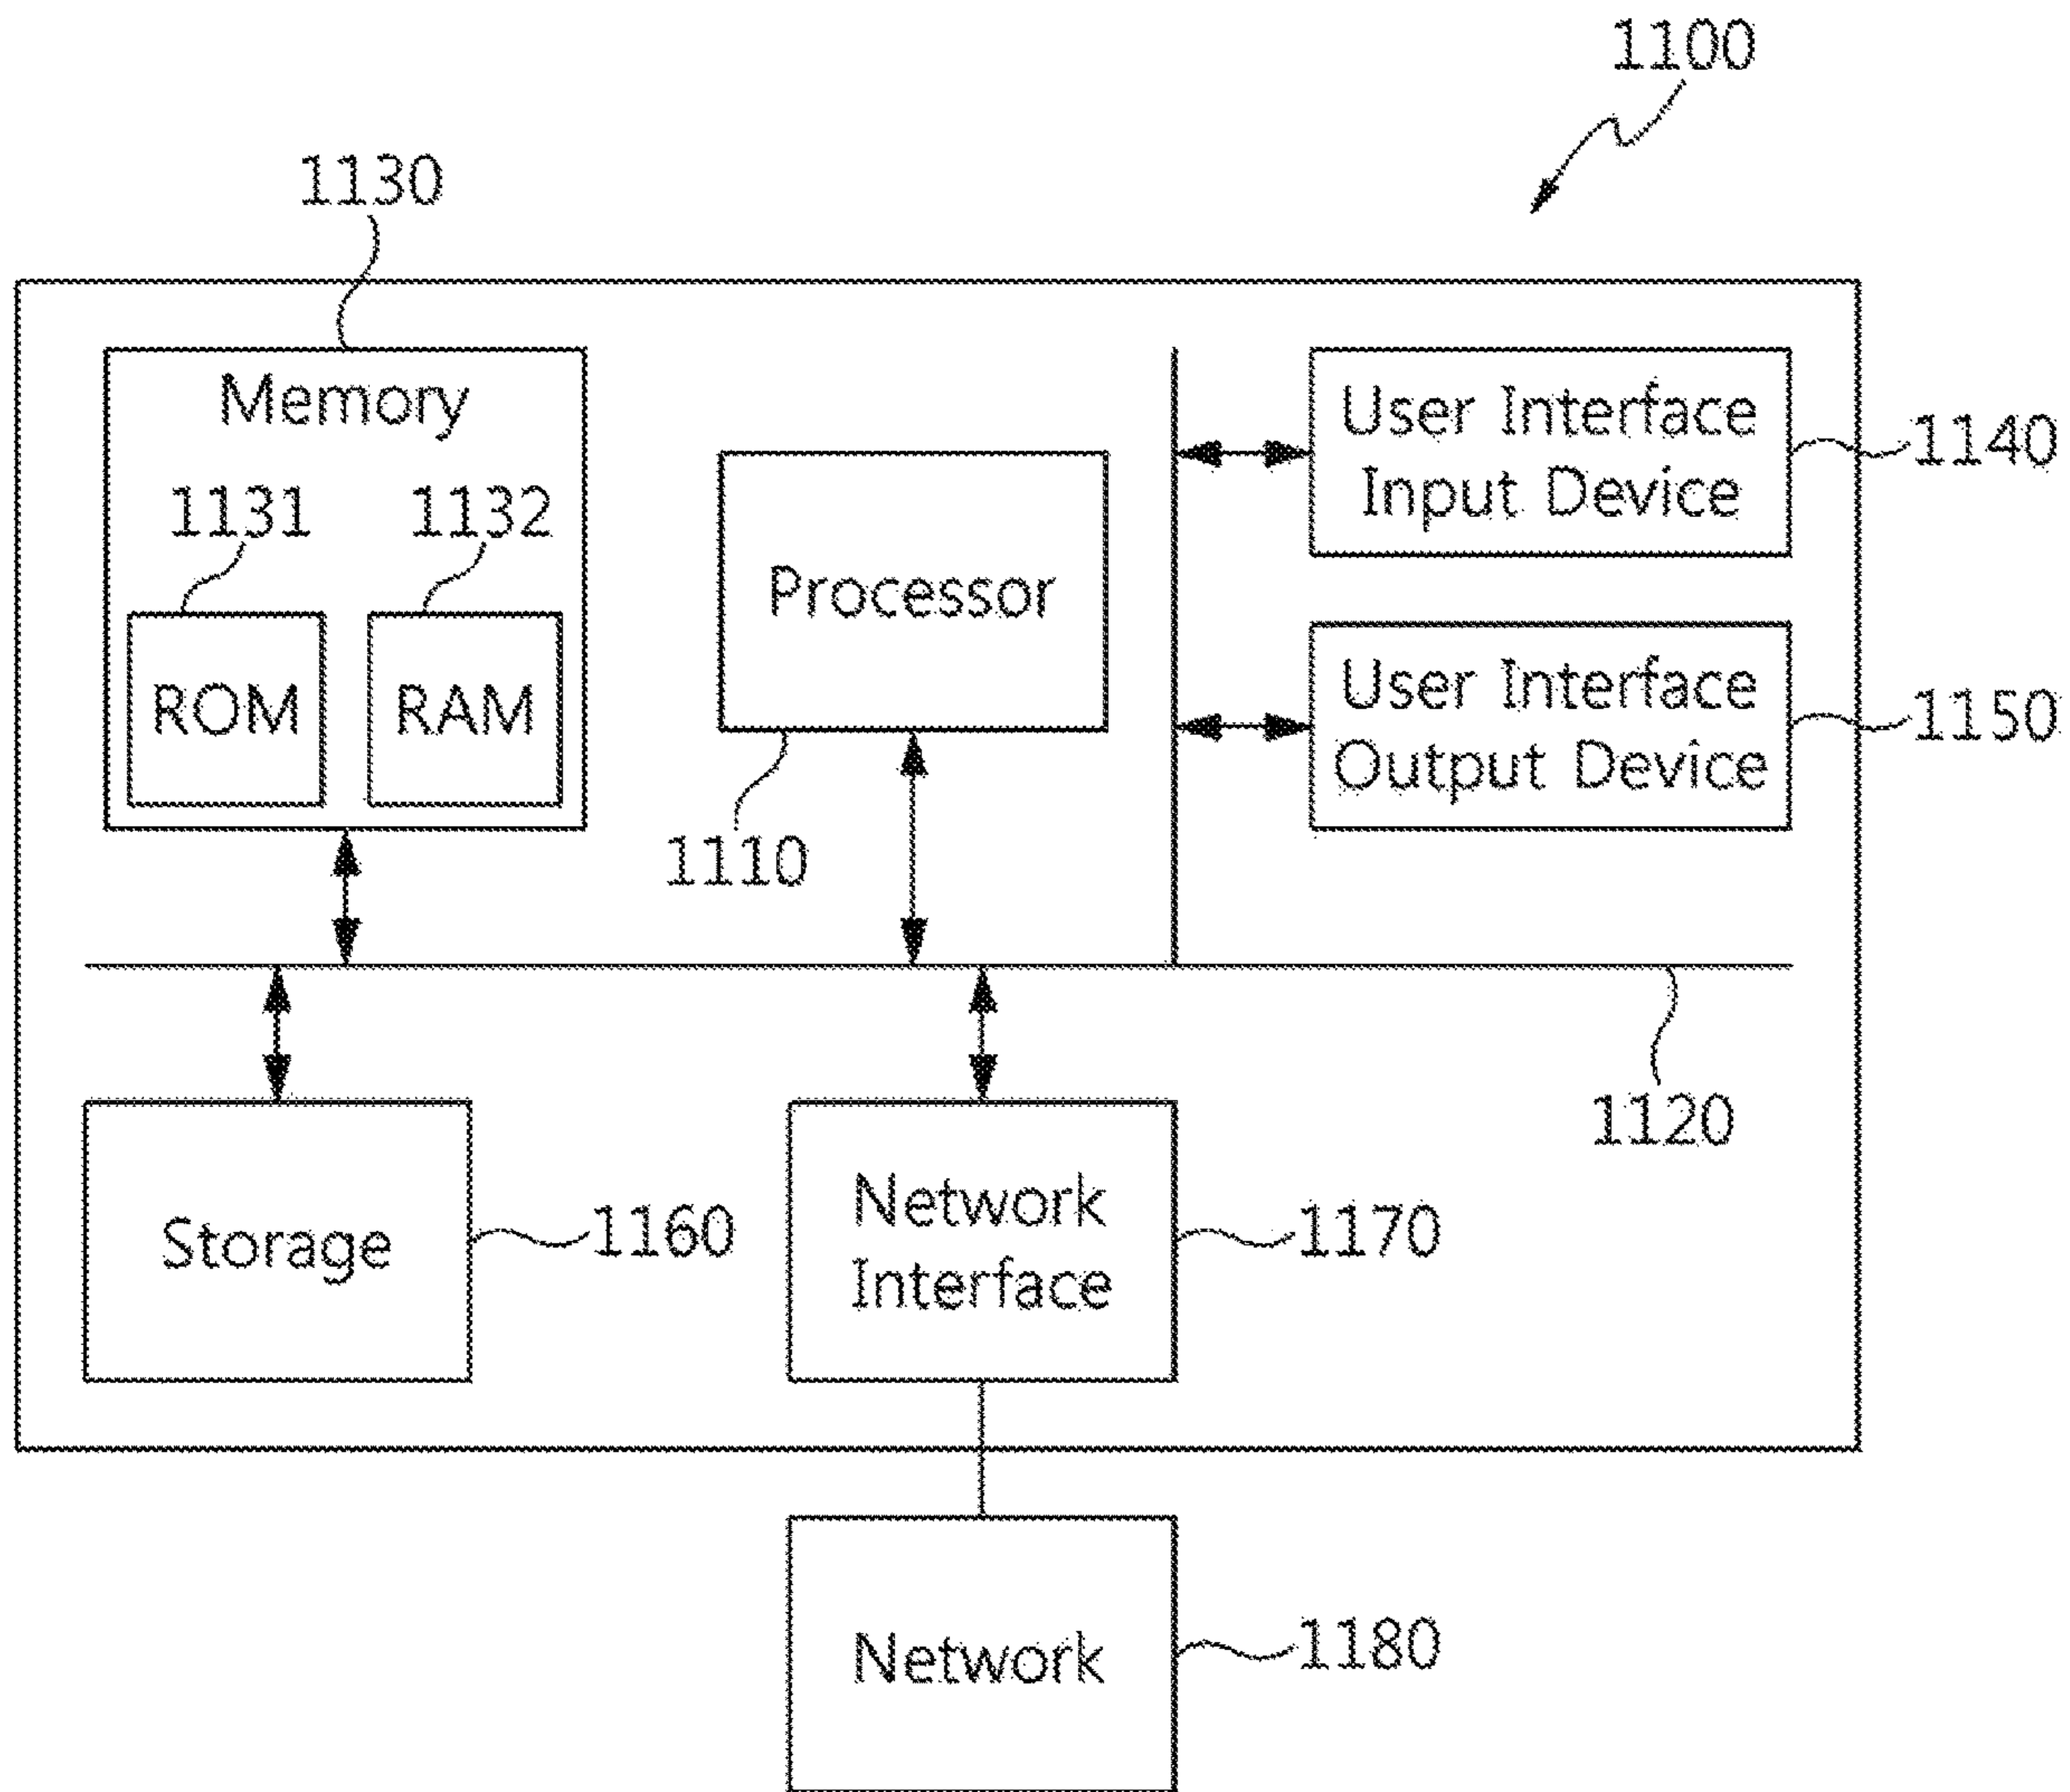 1100
1130
Memory
1131
1132
ROM
RAM
Processor
1110
User Interface
Input Device
1140
User Interface
Output Device
1150
1120
Storage
1160
Network
Interface
1170
Network
1180